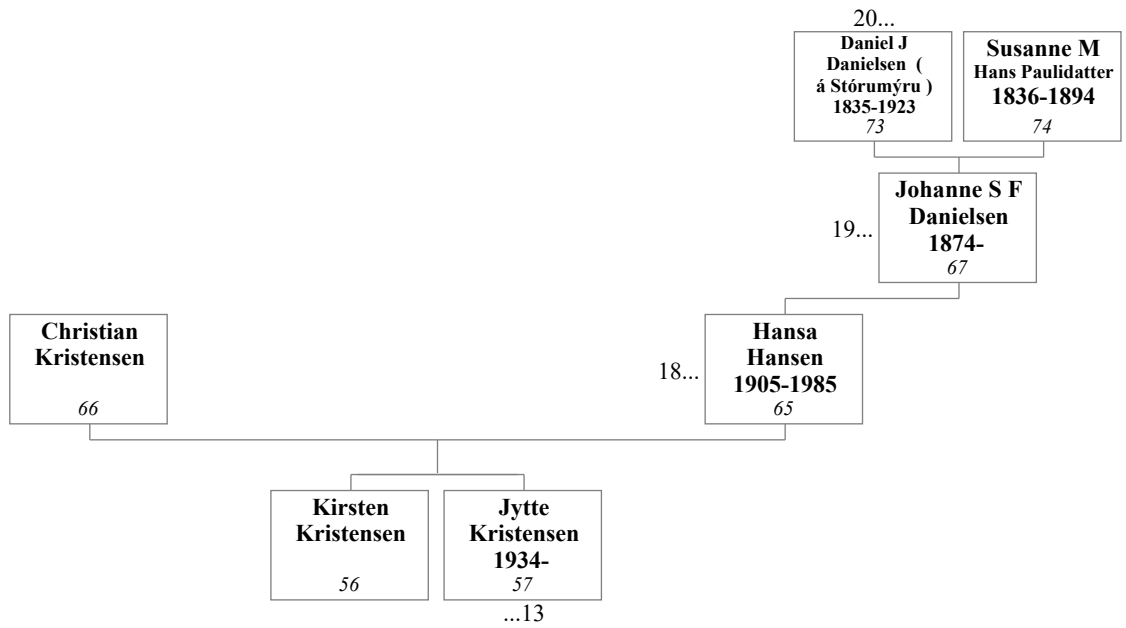 20...
Daniel J
Danielsen (
á Stórumýru )
1835-1923
73
Susanne M
Hans Paulidatter
1836-1894
74
Johanne S F
Danielsen
1874-
67
19...
Christian
Kristensen
66
Hansa
Hansen
1905-1985
65
18...
Kirsten
Kristensen
56
Jytte
Kristensen
1934-
57
...13